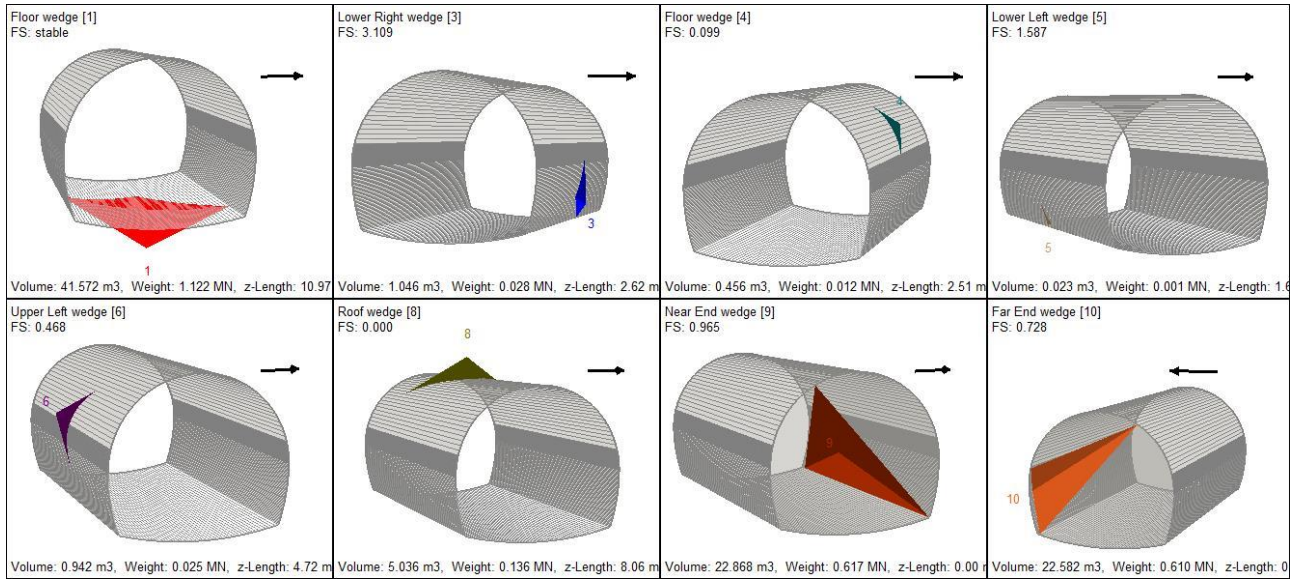 Floor wedge [1]
FS: stable
1
Volume: 41.572 m3, Weight: 1.122 MN, z-Length: 10.97
Lower Right wedge [3]
FS: 3.109
3
Volume: 1.046 m3, Weight: 0.028 MN, z-Length: 2.62 m
Floor wedge [4]
FS: 0.099
4
Volume: 0.456 m3, Weight: 0.012 MN, z-Length: 2.51 m
Lower Left wedge [5]
FS: 1.587
5
Volume: 0.023 m3, Weight: 0.001 MN, z-Length: 1.6
Upper Left wedge [6]
FS: 0.468
6
Volume: 0.942 m3, Weight: 0.025 MN, z-Length: 4.72 m
Roof wedge [8]
FS: 0.000
8
Volume: 5.036 m3, Weight: 0.136 MN, z-Length: 8.06 m
Near End wedge [9]
FS: 0.965
9
Volume: 22.868 m3, Weight: 0.617 MN, z-Length: 0.00
Far End wedge [10]
FS: 0.728
10
Volume: 22.582 m3, Weight: 0.610 MN, z-Length: 0